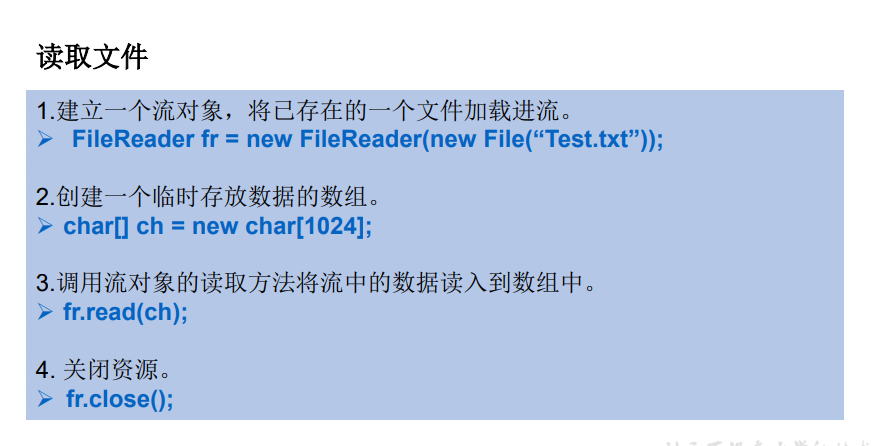 读取文件
1.建立一个流对象，将已存在的一个文件加载进流。
➢ FileReader fr = new FileReader(new File(“Test.txt”));
2.创建一个临时存放数据的数组。
➢ char[] ch = new char[1024];
3.调用流对象的读取方法将流中的数据读入到数组中。
➢ fr.read(ch);
4. 关闭资源。
➢ fr.close();